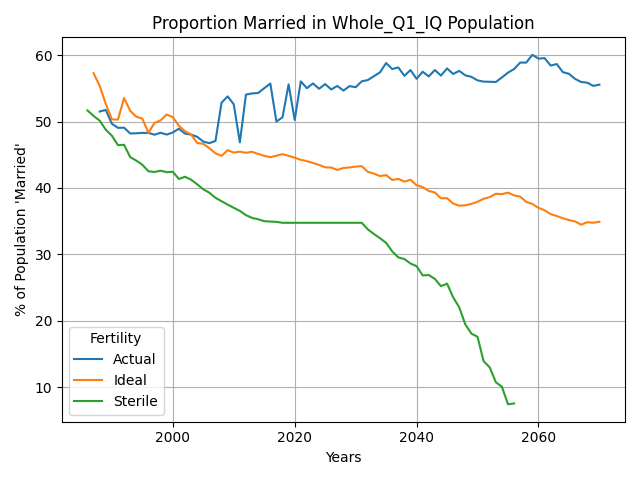 Proportion Married in Whole_Q1_IQ Population
% of Population 'Married'
60
50
40
30
20
10
Fertility
Actual
Ideal
Sterile
2000
2020
2040
2060
Years